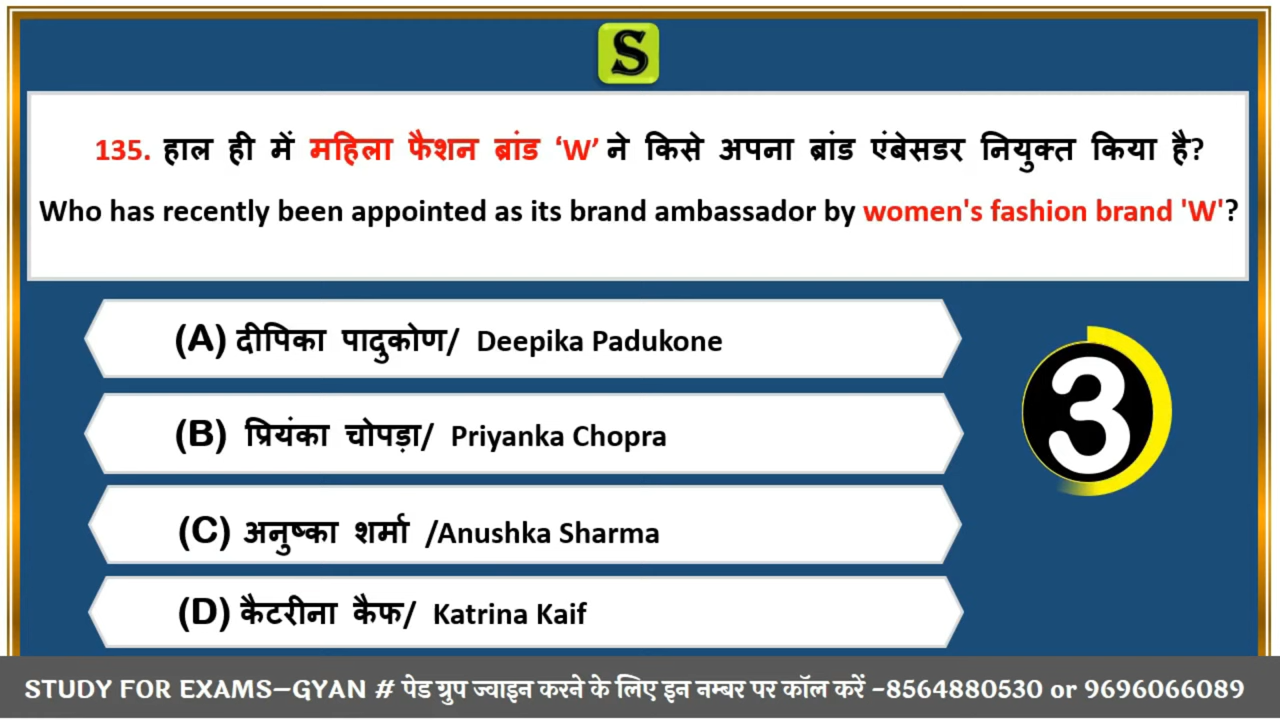 S
135. हाल ही में महिला फैशन ब्रांड ‘W’ ने किसे अपना ब्रांड एंबेसडर नियुक्त किया है?
Who has recently been appointed as its brand ambassador by women's fashion brand 'W'?
(A) दीपिका पादुकोण/ Deepika Padukone
(B) प्रियंका चोपड़ा/ Priyanka Chopra
3
(C) अनुष्का शर्मा /Anushka Sharma
(D) कैटरीना कैफ/ Katrina Kaif
STUDY FOR EXAMS–GYAN # पेड ग्रुप ज्वाइन करने के लिए इन नम्बर पर कॉल करें –8564880530 or 9696066089